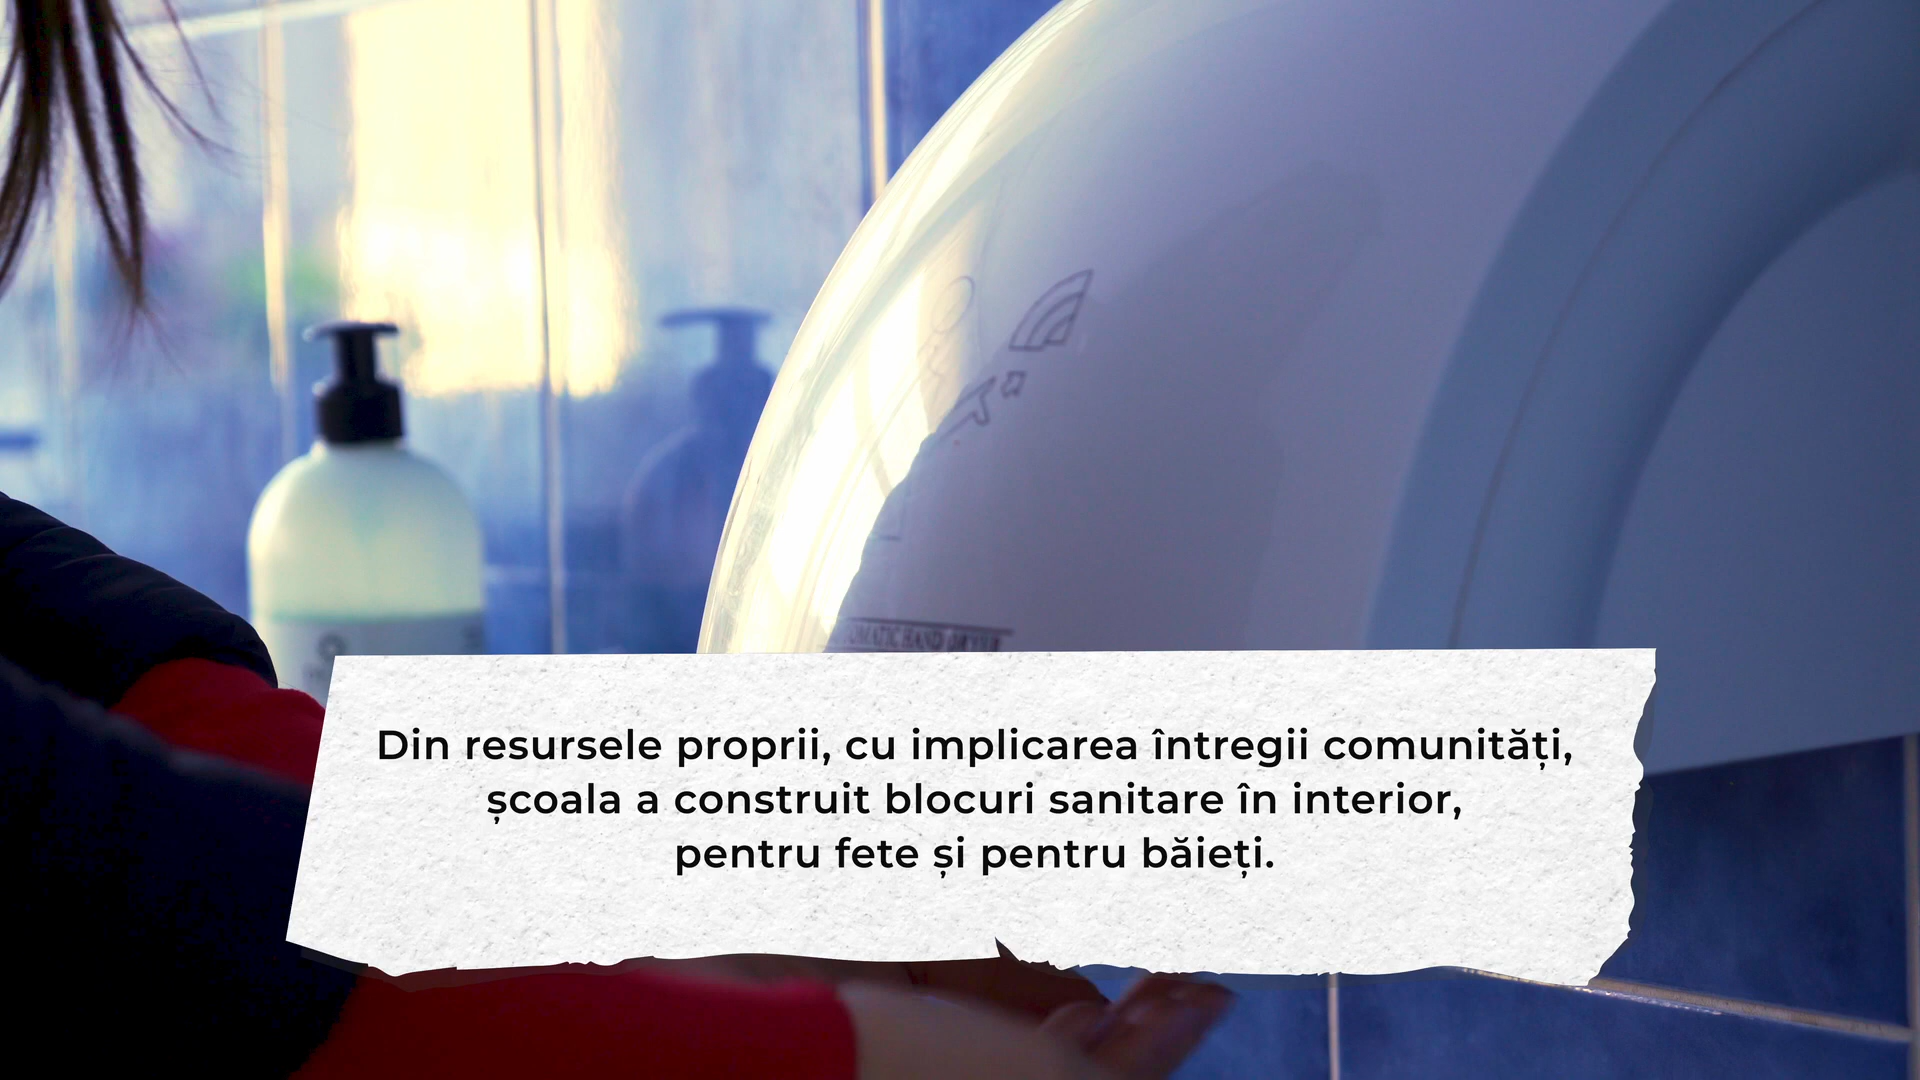 Din resursele proprii, cu implicarea întregii comunități,
școala a construit blocuri sanitare în interior,
pentru fete și pentru băieți.